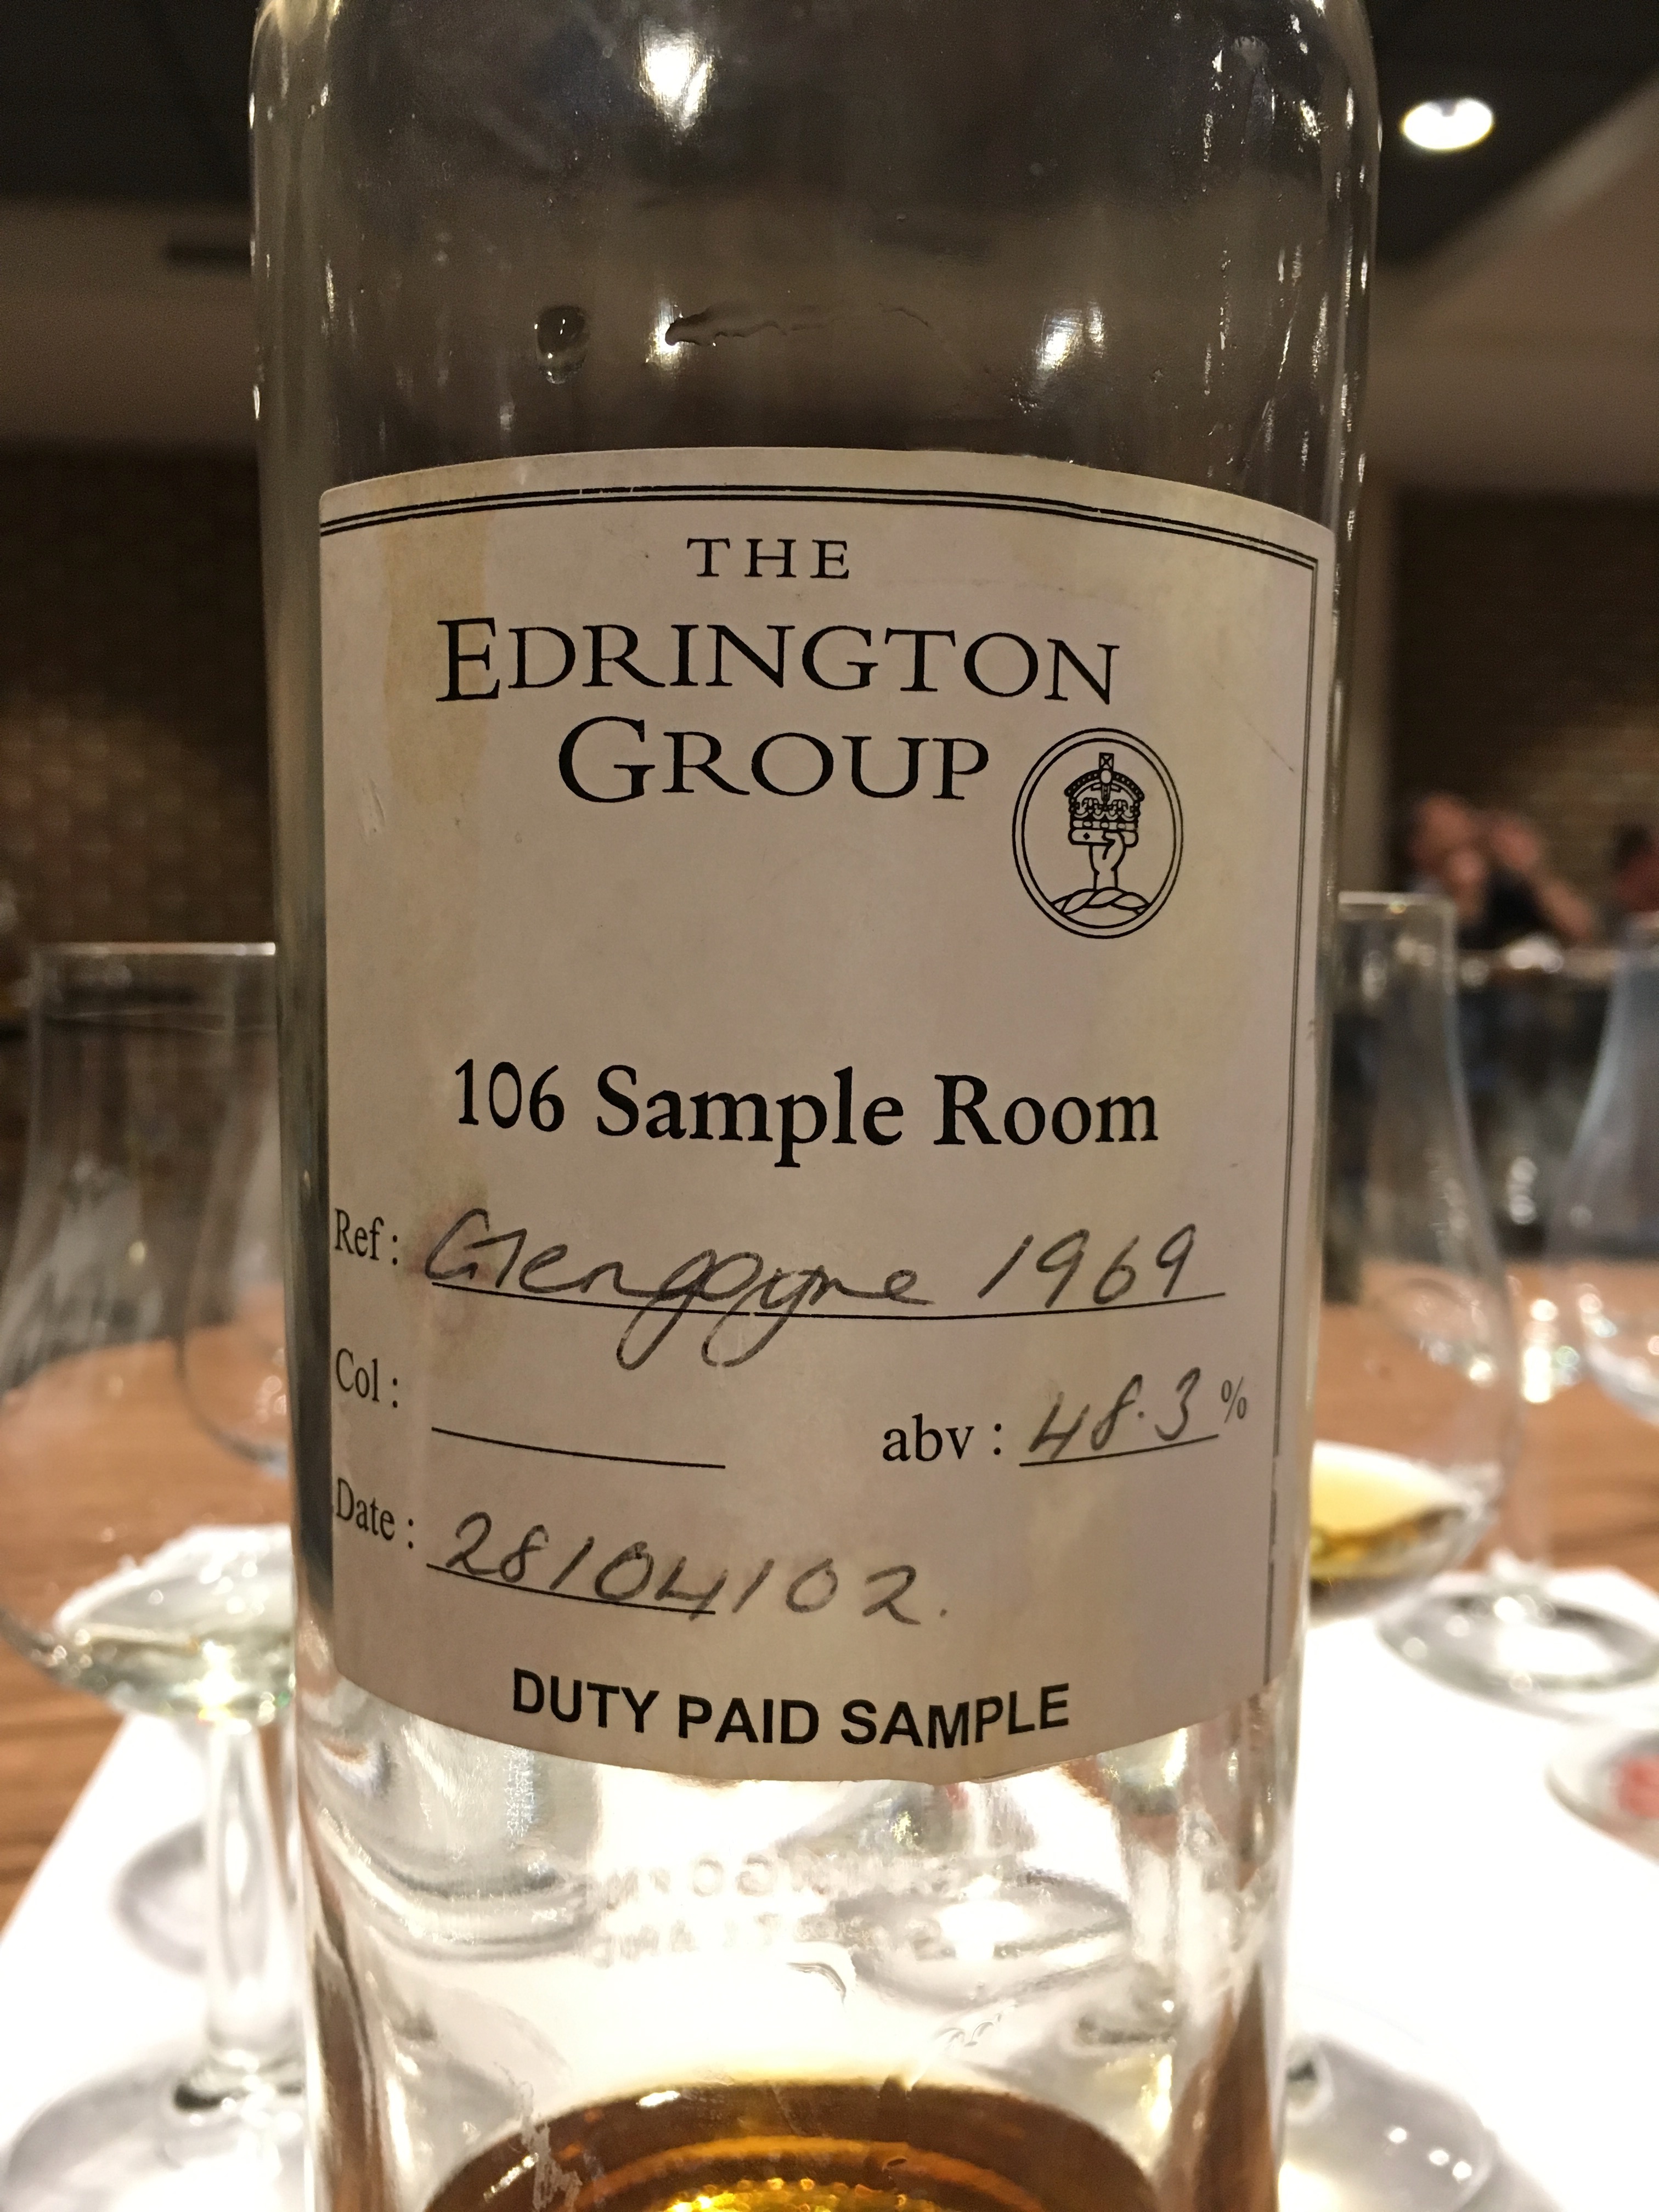 THE
EDRINGTON
GROUP
106 Sample Room
Ref : Glengoyne 1969
Col :
abv : 48.3 %
Date : 28/04/02.
DUTY PAID SAMPLE